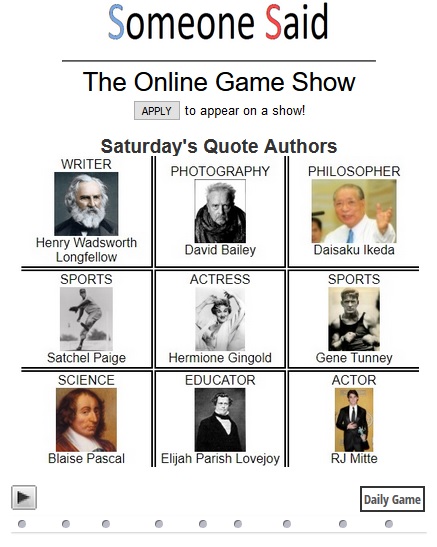 Someone Said
The Online Game Show
APPLY to appear on a show!
Saturday's Quote Authors
WRITER
Henry Wadsworth
Longfellow
PHOTOGRAPHY
David Bailey
PHILOSOPHER
Daisaku Ikeda
SPORTS
Satchel Paige
ACTRESS
Hermione Gingold
SPORTS
Gene Tunney
SCIENCE
Blaise Pascal
EDUCATOR
Elijah Parish Lovejoy
ACTOR
RJ Mitte
Daily Game